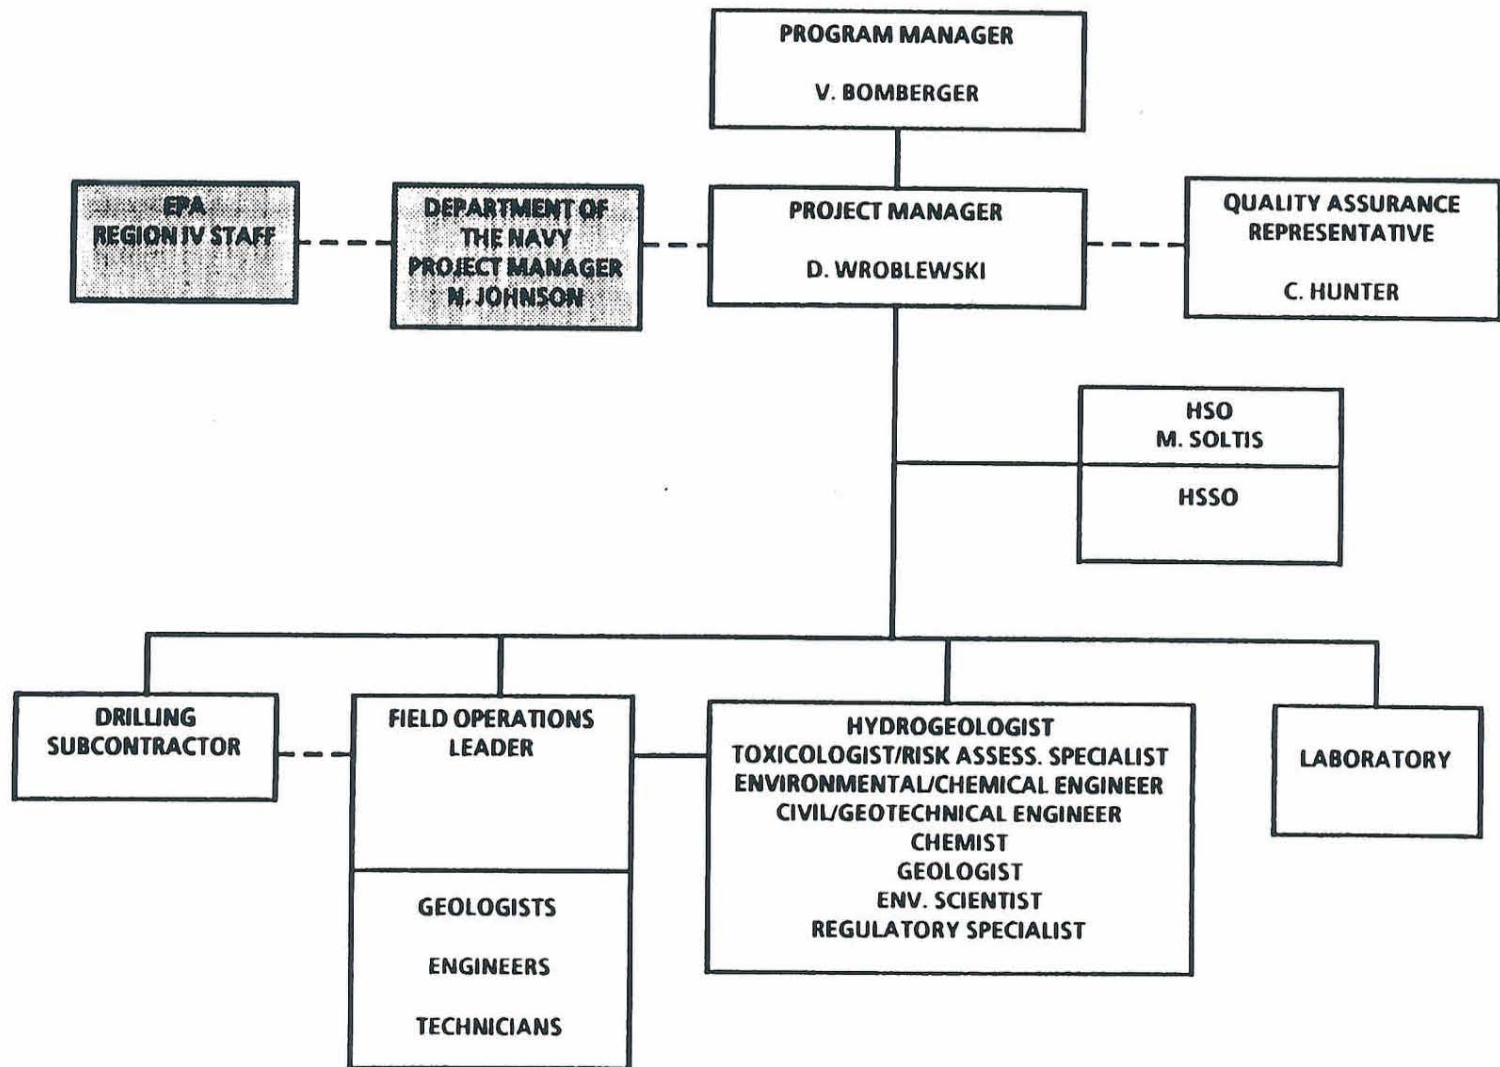 PROGRAM MANAGER
V. BOMBERGER
EPA
REGION IV STAFF
DEPARTMENT OF
THE NAVY
PROJECT MANAGER
N. JOHNSON
PROJECT MANAGER
D. WROBLEWSKI
QUALITY ASSURANCE
REPRESENTATIVE
C. HUNTER
HSO
M. SOLTIS
HSSO
DRILLING
SUBCONTRACTOR
FIELD OPERATIONS
LEADER
GEOLOGISTS
ENGINEERS
TECHNICIANS
HYDROGEOLOGIST
TOXICOLOGIST/RISK ASSESS. SPECIALIST
ENVIRONMENTAL/CHEMICAL ENGINEER
CIVIL/GEOTECHNICAL ENGINEER
CHEMIST
GEOLOGIST
ENV. SCIENTIST
REGULATORY SPECIALIST
LABORATORY